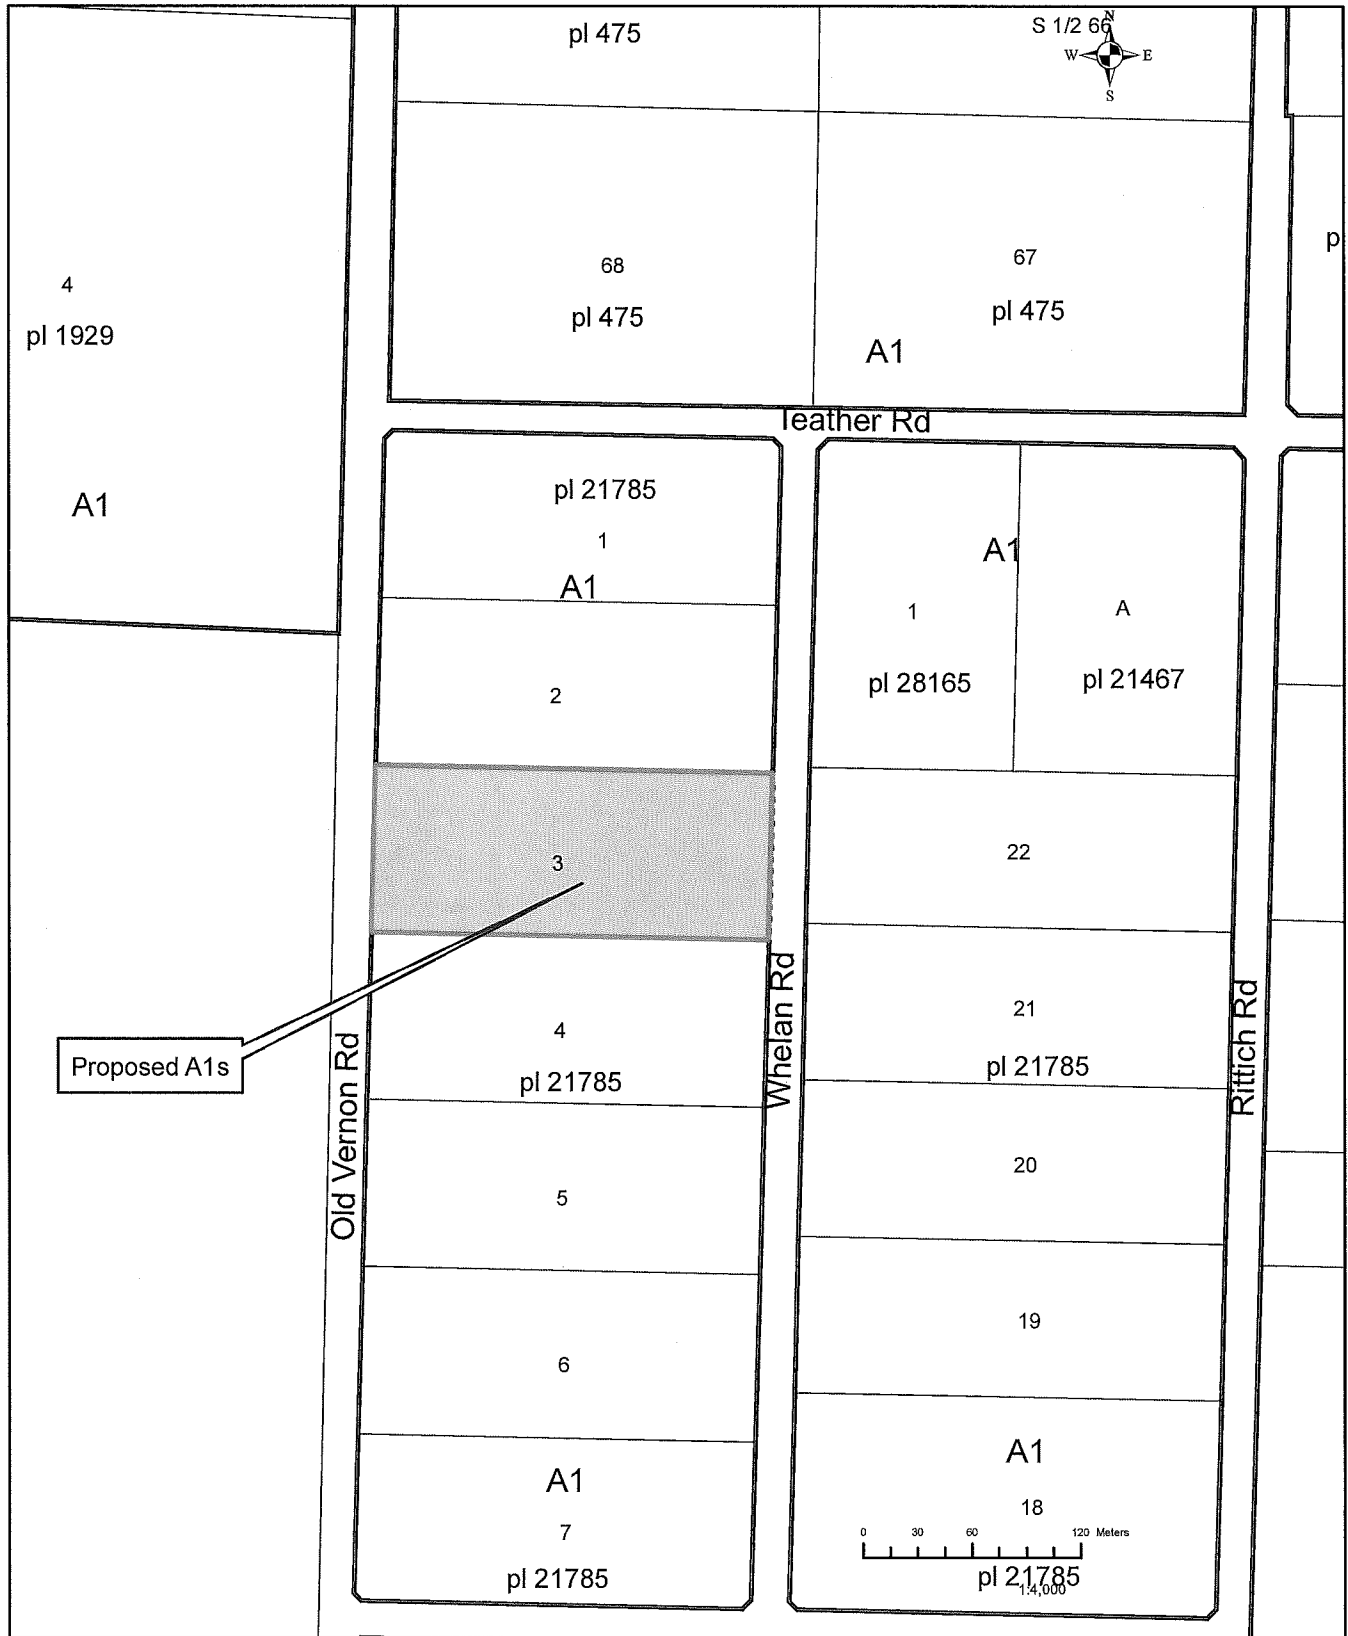 pl 475
S 1/2 66
N
W E
S
4
pl 1929
68
pl 475
67
pl 475
A1
p
Teather Rd
A1
pl 21785
1
A1
A1
1
A
pl 28165
pl 21467
2
3
22
Proposed A1s
Old Vernon Rd
Whelan Rd
Rittich Rd
4
pl 21785
21
pl 21785
5
20
6
19
A1
7
pl 21785
A1
18
0 30 60 120 Meters
pl 21785
1:4,000